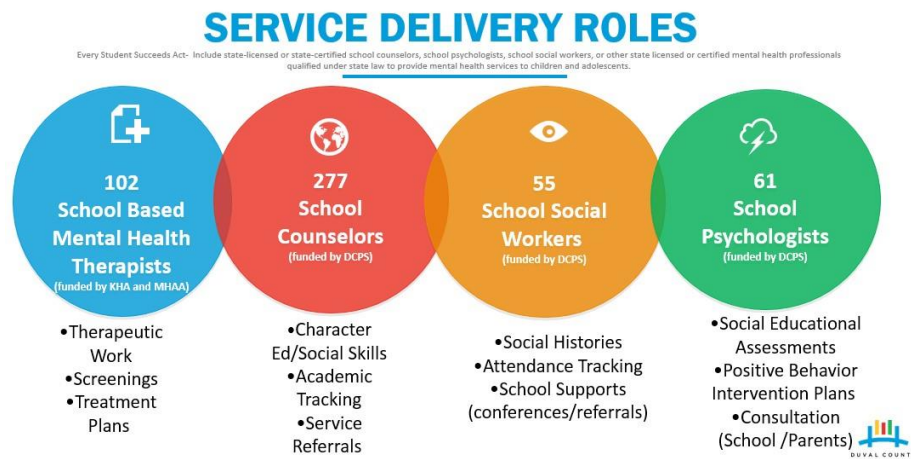 SERVICE DELIVERY ROLES
Every Student Succeeds Act- Include state-licensed or state-certified school counselors, school psychologists, school social workers, or other state licensed or certified mental health professionals
qualified under state law to provide mental health services to children and adolescents.
102
School Based
Mental Health
Therapists
(funded by KHA and MHAA)
•Therapeutic
Work
•Screenings
•Treatment
Plans
277
School
Counselors
(funded by DCPS)
•Character
Ed/Social Skills
•Academic
Tracking
•Service
Referrals
55
School Social
Workers
(funded by DCPS)
•Social Histories
•Attendance Tracking
•School Supports
(conferences/referrals)
61
School
Psychologists
(funded by DCPS)
•Social Educational
Assessments
•Positive Behavior
Intervention Plans
•Consultation
(School /Parents)
DUVAL COUNT